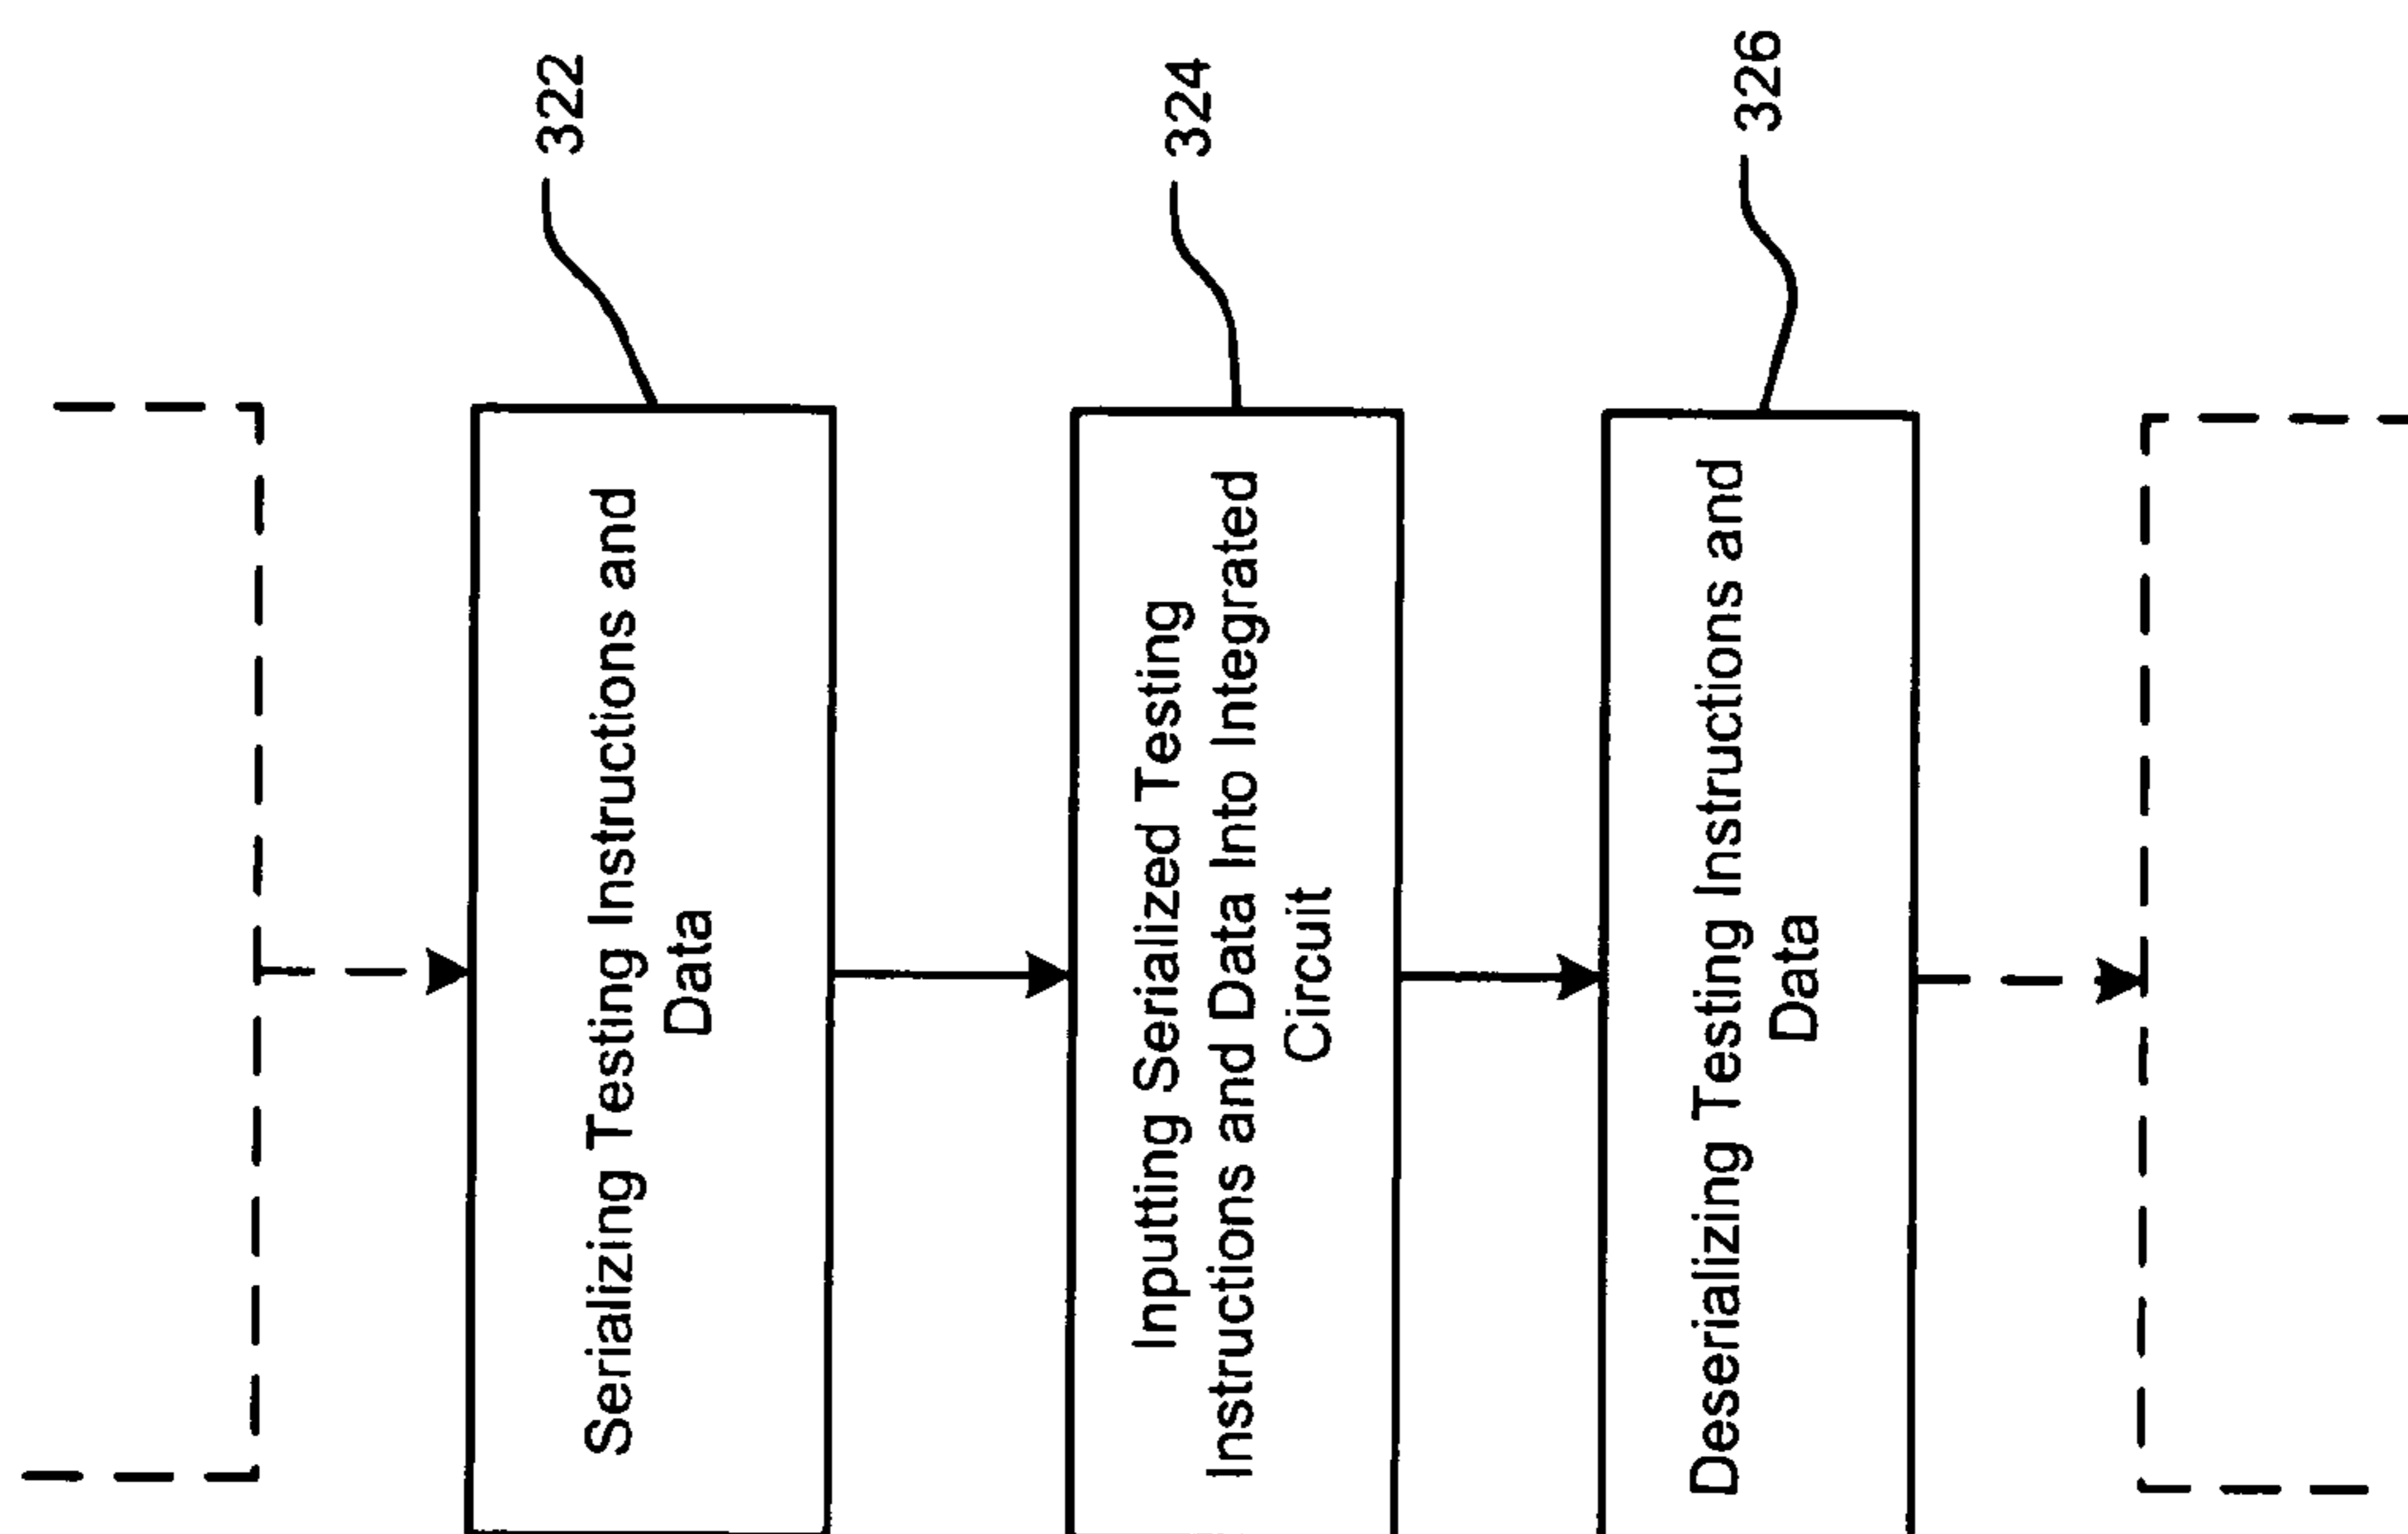 322
Serializing Testing Instructions and
Data
324
Inputting Serialized Testing
Instructions and Data Into Integrated
Circuit
326
Deserializing Testing Instructions and
Data